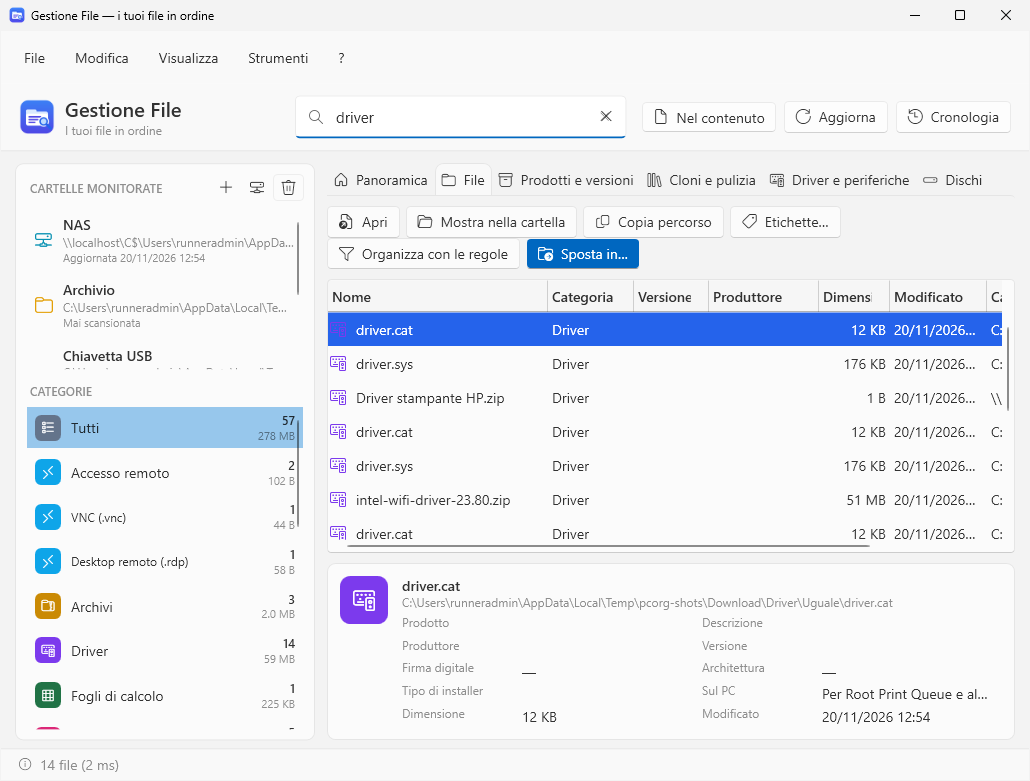 Gestione File — i tuoi file in ordine
File Modifica Visualizza Strumenti ?
Gestione File
I tuoi file in ordine
driver
Nel contenuto Aggiorna Cronologia
CARTELLE MONITORATE
NAS
\\localhost\C$\Users\runneradmin\AppDa...
Aggiornata 20/11/2026 12:54
Archivio
C:\Users\runneradmin\AppData\Local\Te...
Mai scansionata
Chiavetta USB
CATEGORIE
Tutti 57
278 MB
Accesso remoto 2
102 B
VNC (.vnc) 1
44 B
Desktop remoto (.rdp) 1
58 B
Archivi 3
2.0 MB
Driver 14
59 MB
Fogli di calcolo 1
225 KB
Panoramica File Prodotti e versioni Cloni e pulizia Driver e periferiche Dischi
Apri Mostra nella cartella Copia percorso Etichette...
Organizza con le regole Sposta in...
Nome Categoria Versione Produttore Dimensi Modificato
driver.cat Driver 12 KB 20/11/2026... C:
driver.sys Driver 176 KB 20/11/2026... C:
Driver stampante HP.zip Driver 1 B 20/11/2026... \\
driver.cat Driver 12 KB 20/11/2026... C:
driver.sys Driver 176 KB 20/11/2026... C:
intel-wifi-driver-23.80.zip Driver 51 MB 20/11/2026... C:
driver.cat Driver 12 KB 20/11/2026... C:
driver.cat
C:\Users\runneradmin\AppData\Local\Temp\pcorg-shots\Download\Driver\Uguale\driver.cat
Prodotto Descrizione
Produttore Versione
Firma digitale — Architettura —
Tipo di installer Sul PC Per Root Print Queue e al...
Dimensione 12 KB Modificato 20/11/2026 12:54
14 file (2 ms)